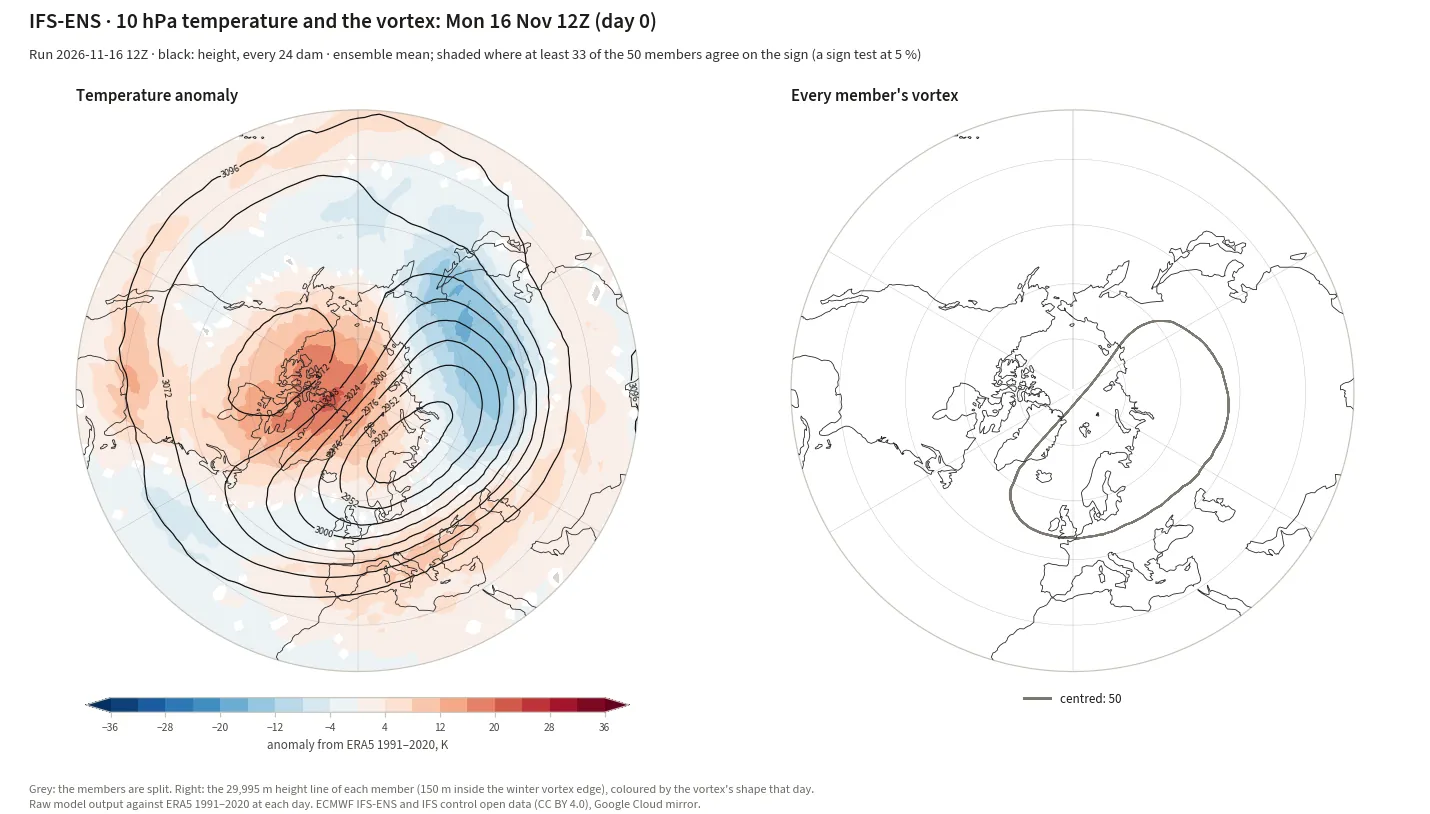 IFS-ENS · 10 hPa temperature and the vortex: Mon 16 Nov 12Z (day 0)
Run 2026-11-16 12Z · black: height, every 24 dam · ensemble mean; shaded where at least 33 of the 50 members agree on the sign (a sign test at 5 %)
Temperature anomaly
Every member's vortex
3096
3072
3096
3000
3024
2976
2952
2928
2952
3000
−36 −28 −20 −12 −4 4 12 20 28 36
anomaly from ERA5 1991–2020, K
centred: 50
Grey: the members are split. Right: the 29,995 m height line of each member (150 m inside the winter vortex edge), coloured by the vortex's shape that day.
Raw model output against ERA5 1991–2020 at each day. ECMWF IFS-ENS and IFS control open data (CC BY 4.0), Google Cloud mirror.